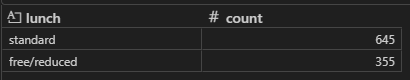 lunch # count
standard 645
free/reduced 355